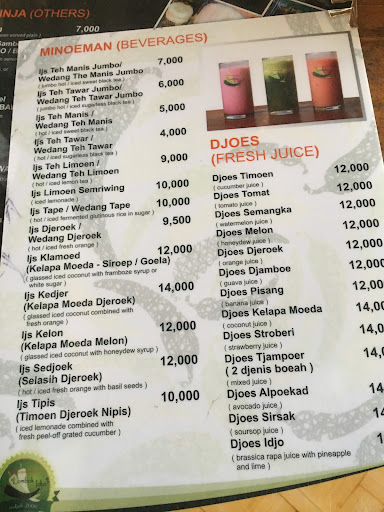 INJA (OTHERS)
7,000
MINOEMAN (BEVERAGES)
Ijs Teh Manis Jumbo/ 7,000
Wedang The Manis Jumbo
( jumbo hot / iced sweet black tea )
Ijs Teh Tawar Jumbo/ 6,000
Wedang Teh Tawar Jumbo
( jumbo hot / iced sugarless black tea )
Ijs Teh Manis / 5,000
Wedang Teh Manis
( hot / iced sweet black tea )
Ijs Teh Tawar / 4,000
Wedang Teh Tawar
( hot / iced sugarless black tea )
Ijs Teh Limoen / 9,000
Wedang Teh Limoen
( hot / iced lemon tea )
Ijs Limoen Semriwing 10,000
( iced lemonade )
Ijs Tape / Wedang Tape 10,000
( hot / iced fermented glutinous rice in sugar )
Ijs Djeroek / 9,500
Wedang Djeroek
( hot / iced fresh orange )
Ijs Klamoed 12,000
(Kelapa Moeda - Siroep / Goela)
( glassed iced coconut with framboze syrup or
white sugar )
Ijs Kedjer 14,000
(Kelapa Moeda Djeroek)
( glassed iced coconut combined with
fresh orange )
Ijs Kelon 12,000
(Kelapa Moeda Melon)
( glassed iced coconut with honeydew syrup )
Ijs Sedjoek 12,000
(Selasih Djeroek)
( hot / iced fresh orange with basil seeds )
Ijs Tipis 10,000
(Timoen Djeroek Nipis)
( iced lemonade combined with
fresh peel-off grated cucumber )
DJOES
(FRESH JUICE)
Djoes Timoen 12,000
( cucumber juice )
Djoes Tomat 12,000
( tomato juice )
Djoes Semangka 12,000
( watermelon juice )
Djoes Melon 12,000
( honeydew juice )
Djoes Djeroek 12,000
( orange juice )
Djoes Djamboe 12,000
( guava juice )
Djoes Pisang 12,000
( banana juice )
Djoes Kelapa Moeda 14,000
( coconut juice )
Djoes Stroberi 14,000
( strawberry juice )
Djoes Tjampoer 14,
( 2 djenis boeah )
( mixed juice )
Djoes Alpoekad 14
( avocado juice )
Djoes Sirsak 14
( soursop juice )
Djoes Idjo
( brassica rapa juice with pineapple
and lime )